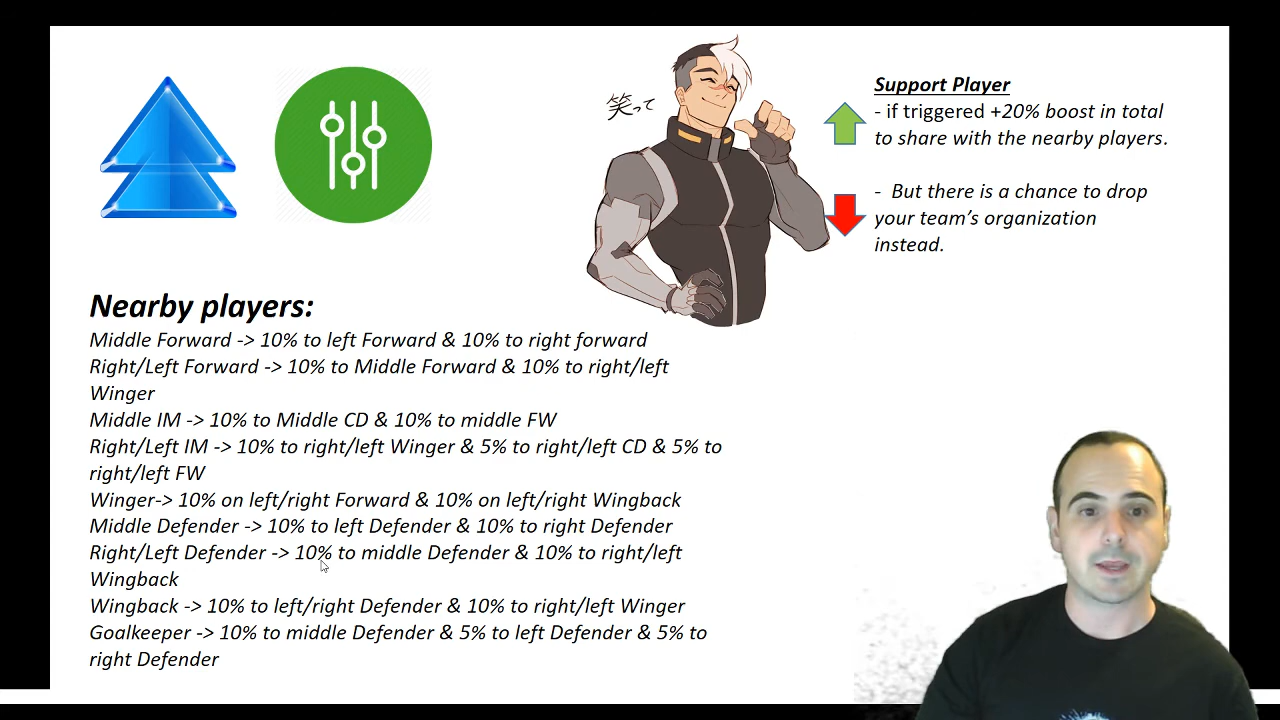 笑って
Support Player
- if triggered +20% boost in total
to share with the nearby players.
- But there is a chance to drop
your team's organization
instead.
Nearby players:
Middle Forward -> 10% to left Forward & 10% to right forward
Right/Left Forward -> 10% to Middle Forward & 10% to right/left
Winger
Middle IM -> 10% to Middle CD & 10% to middle FW
Right/Left IM -> 10% to right/left Winger & 5% to right/left CD & 5% to
right/left FW
Winger-> 10% on left/right Forward & 10% on left/right Wingback
Middle Defender -> 10% to left Defender & 10% to right Defender
Right/Left Defender -> 10% to middle Defender & 10% to right/left
Wingback
Wingback -> 10% to left/right Defender & 10% to right/left Winger
Goalkeeper -> 10% to middle Defender & 5% to left Defender & 5% to
right Defender